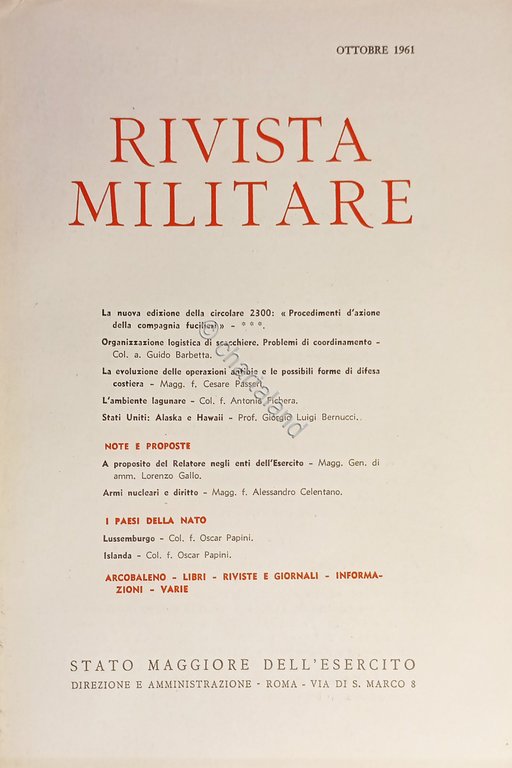 OTTOBRE 1961
RIVISTA
MILITARE
La nuova edizione della circolare 2300: « Procedimenti d'azione
della compagnia fucilieri » - * * *.
Organizzazione logistica di scacchiere. Problemi di coordinamento -
Col. a. Guido Barbetta.
La evoluzione delle operazioni anfibie e le possibili forme di difesa
costiera - Magg. f. Cesare Passeri.
L'ambiente lagunare - Col. f. Antonio Fichera.
Stati Uniti: Alaska e Hawaii - Prof. Giorgio Luigi Bernucci.
NOTE E PROPOSTE
A proposito del Relatore negli enti dell'Esercito - Magg. Gen. di
amm. Lorenzo Gallo.
Armi nucleari e diritto - Magg. f. Alessandro Celentano.
I PAESI DELLA NATO
Lussemburgo - Col. f. Oscar Papini.
Islanda - Col. f. Oscar Papini.
ARCOBALENO - LIBRI - RIVISTE E GIORNALI - INFORMA-
ZIONI - VARIE
STATO MAGGIORE DELL'ESERCITO
DIREZIONE E AMMINISTRAZIONE - ROMA - VIA DI S. MARCO 8
© Chartaland